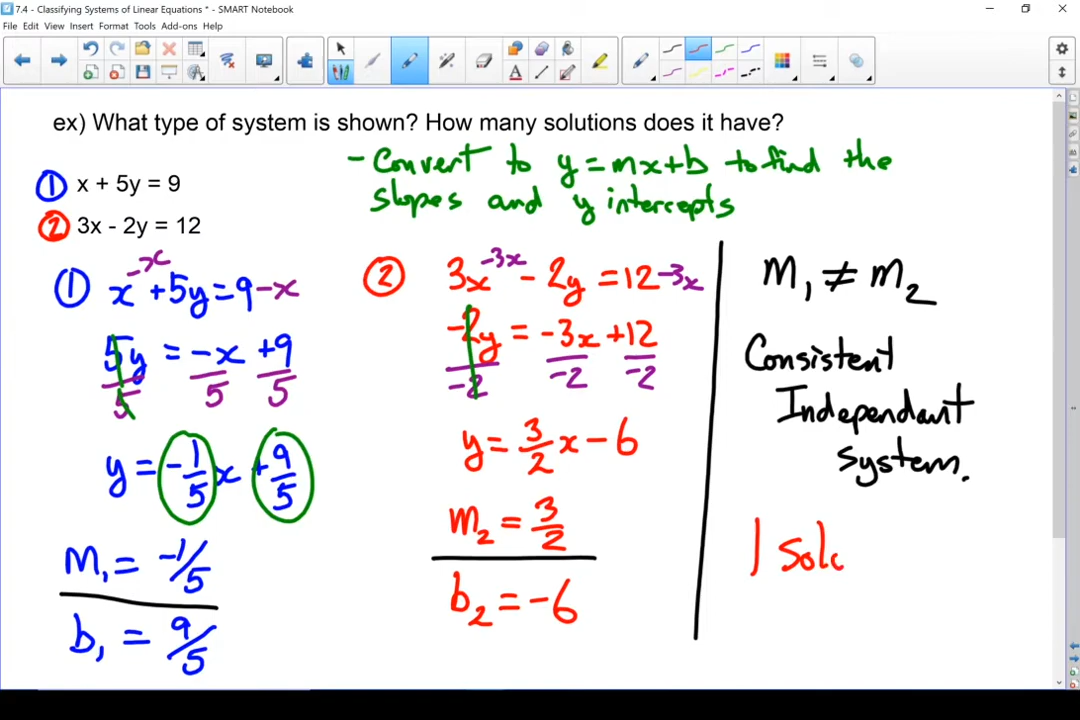 7.4 - Classifying Systems of Linear Equations * - SMART Notebook
File Edit View Insert Format Tools Add-ons Help
ex) What type of system is shown? How many solutions does it have?
- Convert to y = mx + b to find the
slopes and y intercepts
① x + 5y = 9
② 3x - 2y = 12
① x -x + 5y = 9 - x
5y/5 = -x/5 + 9/5
y = -1/5 x + 9/5
m₁ = -1/5
b₁ = 9/5
② 3x -3x - 2y = 12 - 3x
-2y/-2 = -3x/-2 + 12/-2
y = 3/2 x - 6
m₂ = 3/2
b₂ = -6
m₁ ≠ m₂
Consistent
Independant
system.
1 solc